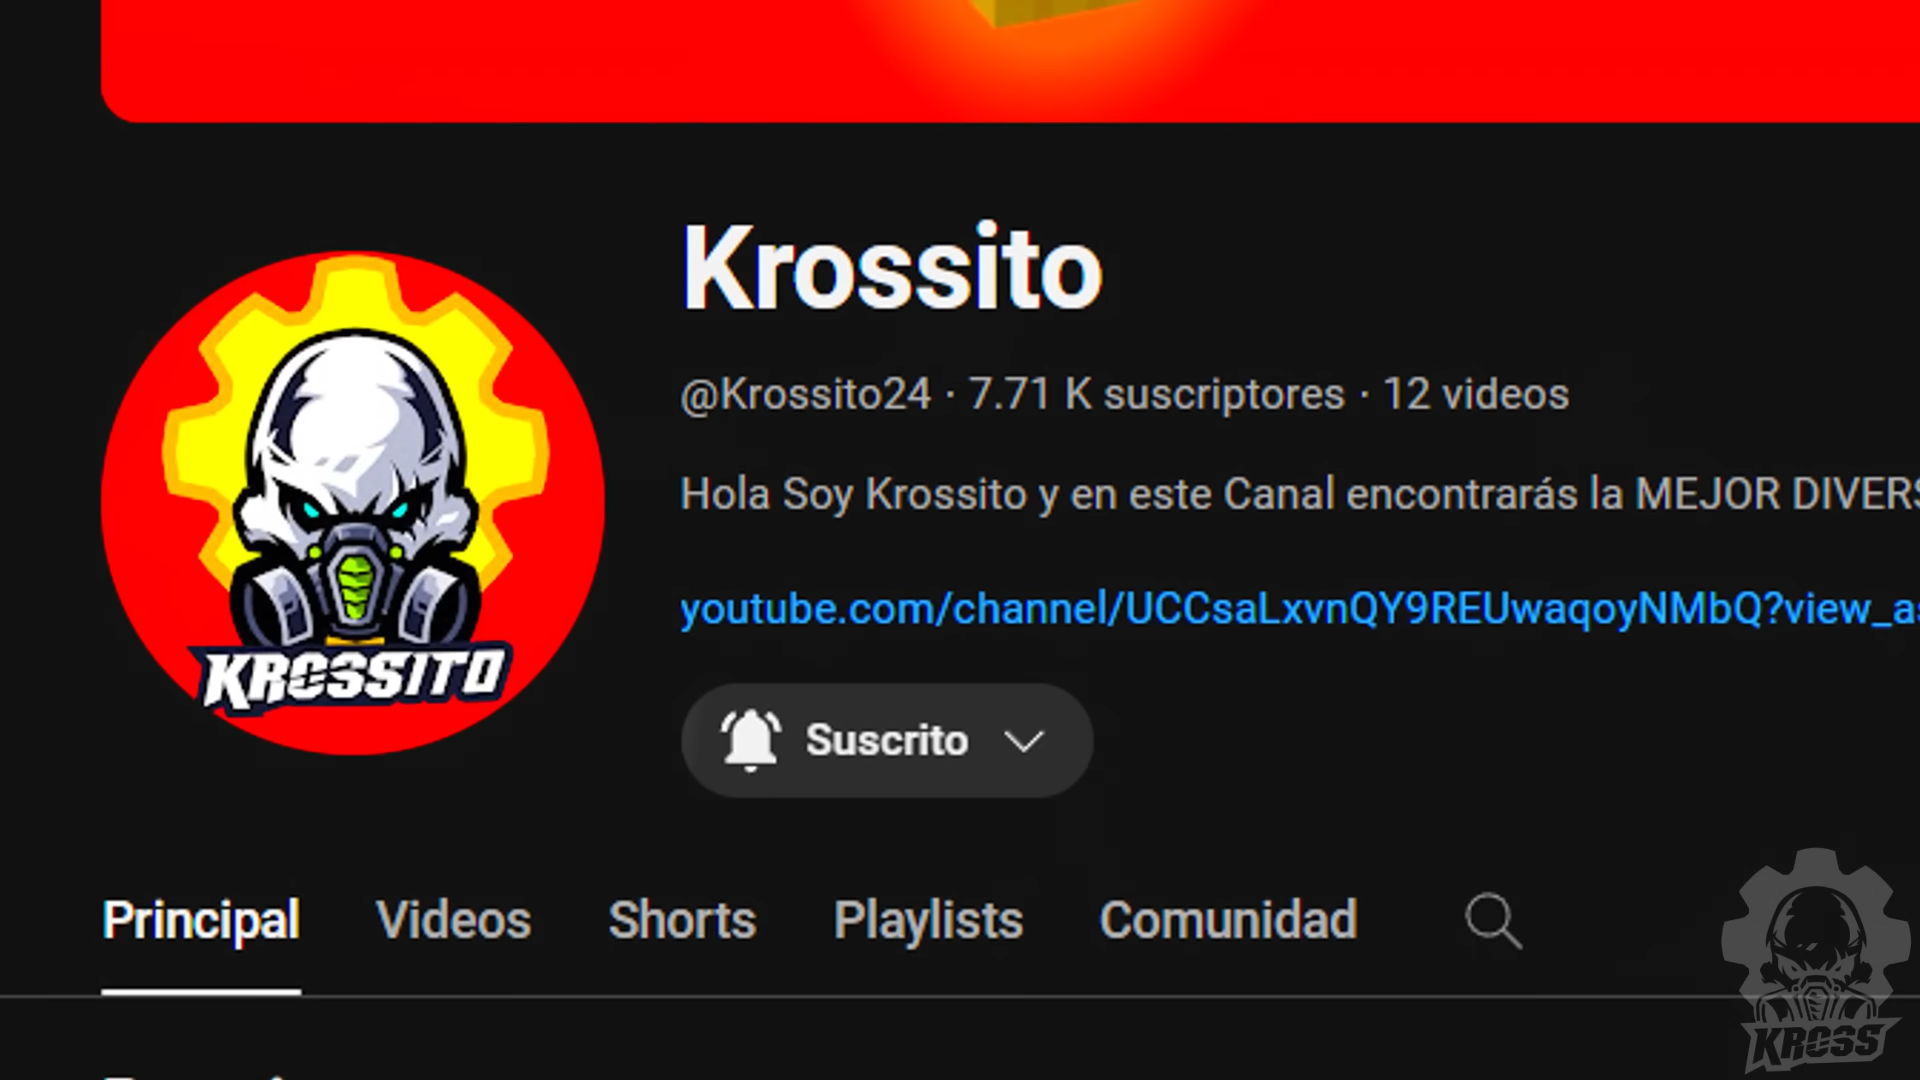 Krossito
@Krossito24 · 7.71 K suscriptores · 12 videos
Hola Soy Krossito y en este Canal encontrarás la MEJOR DIVERS
youtube.com/channel/UCCsaLxvnQY9REUwaqoyNMbQ?view_as
KROSSITO
Suscrito
Principal Videos Shorts Playlists Comunidad
KROSS